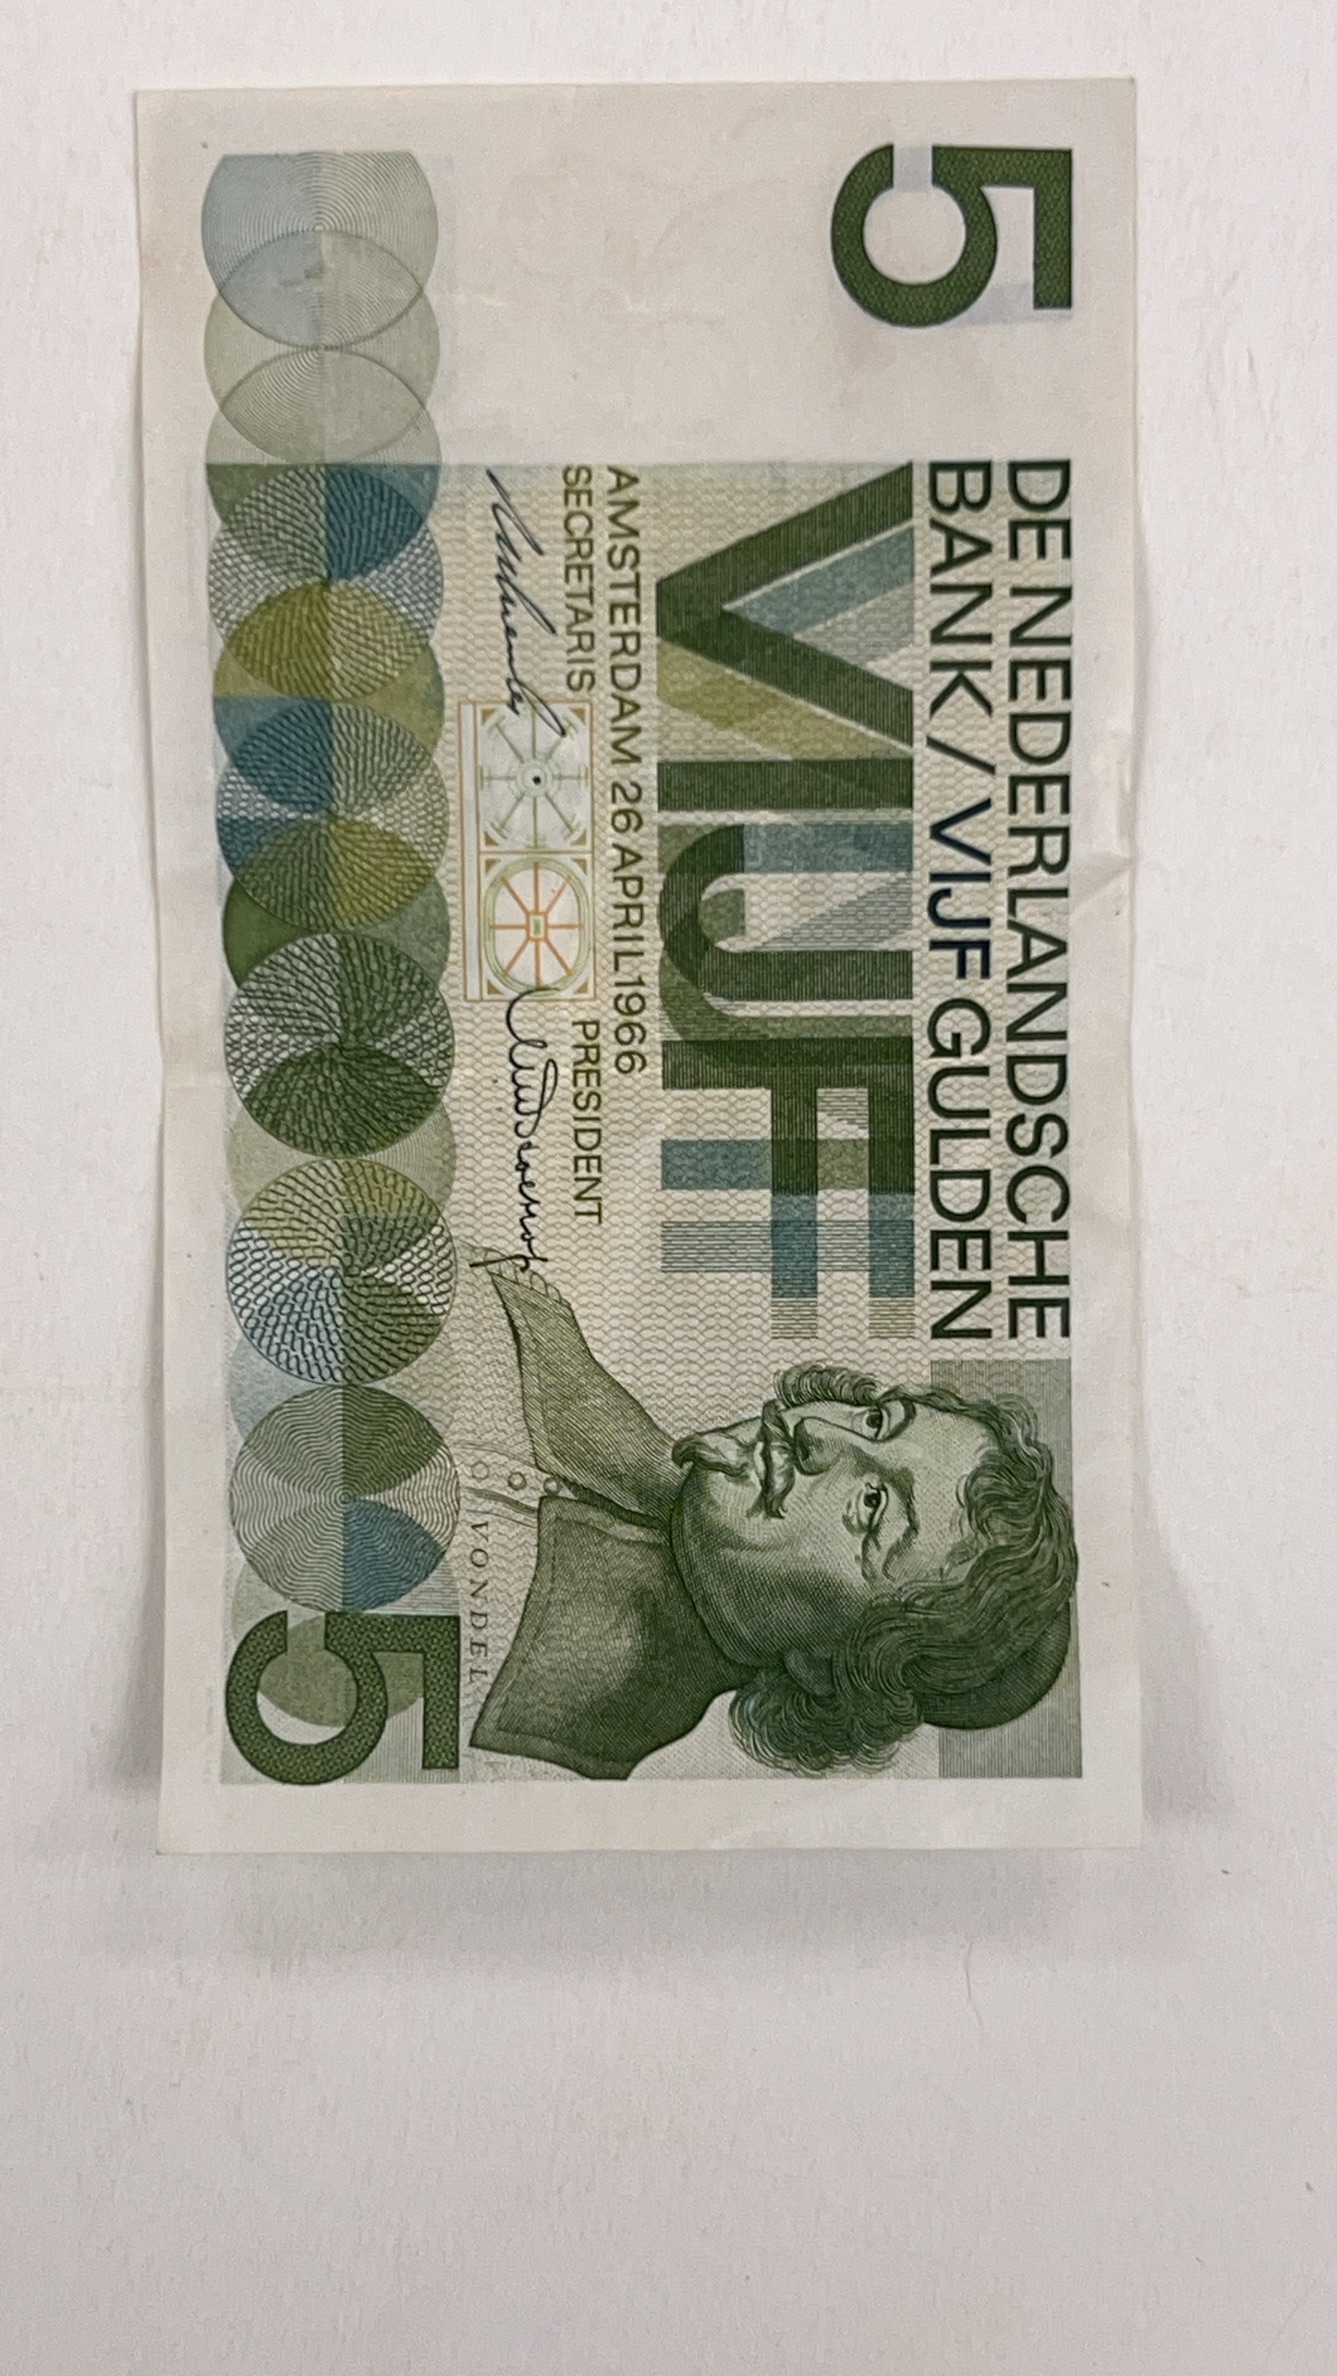 5
DE NEDERLANDSCHE
BANK / VIJF GULDEN
VIJF
AMSTERDAM 26 APRIL 1966
SECRETARIS PRESIDENT
VONDEL
5